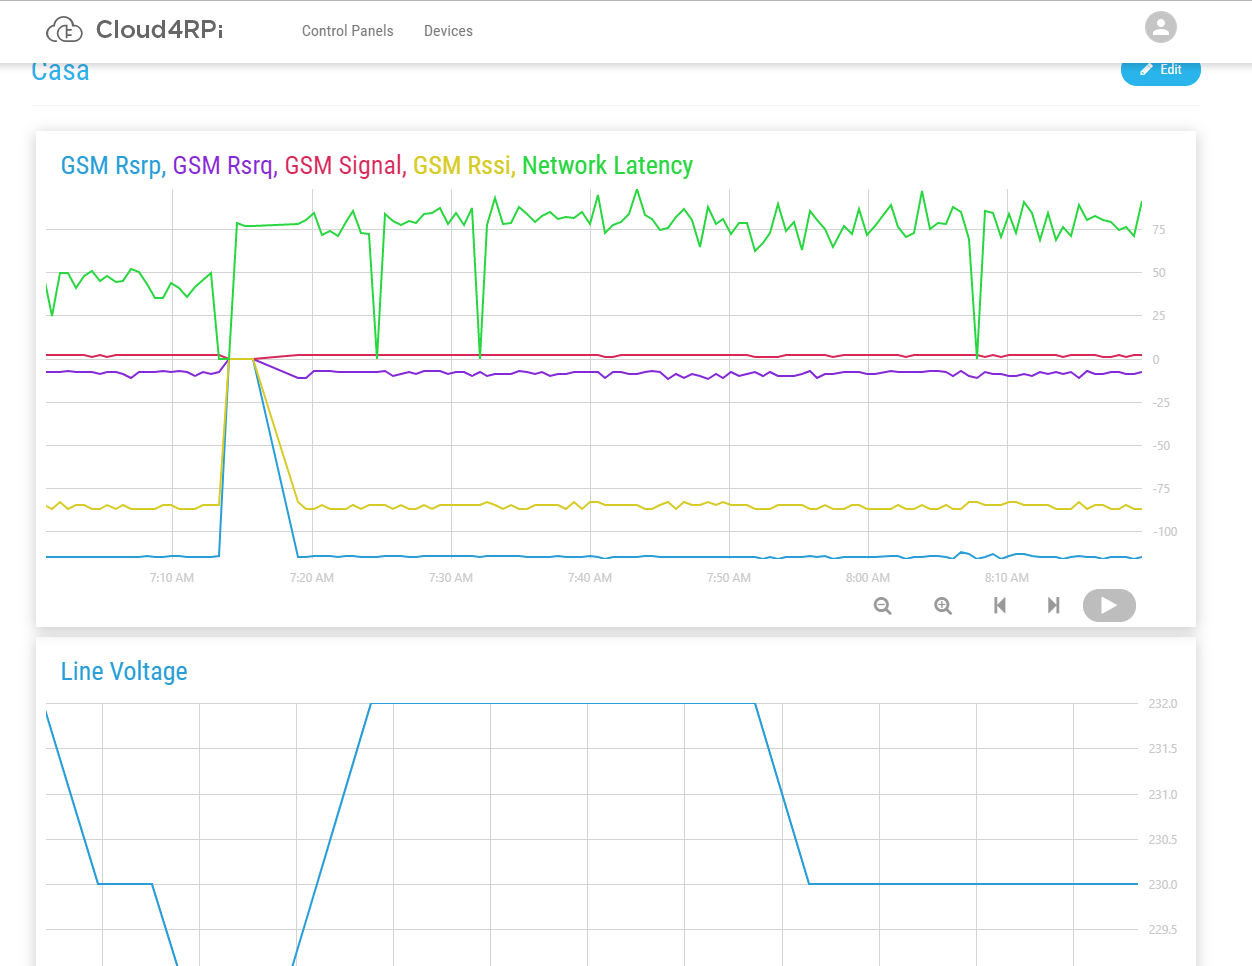 Cloud4RPi
Control Panels
Devices
Casa
Edit
GSM Rsrp, GSM Rsrq, GSM Signal, GSM Rssi, Network Latency
75
50
25
0
-25
-50
-75
-100
7:10 AM 7:20 AM 7:30 AM 7:40 AM 7:50 AM 8:00 AM 8:10 AM
Line Voltage
232.0
231.5
231.0
230.5
230.0
229.5